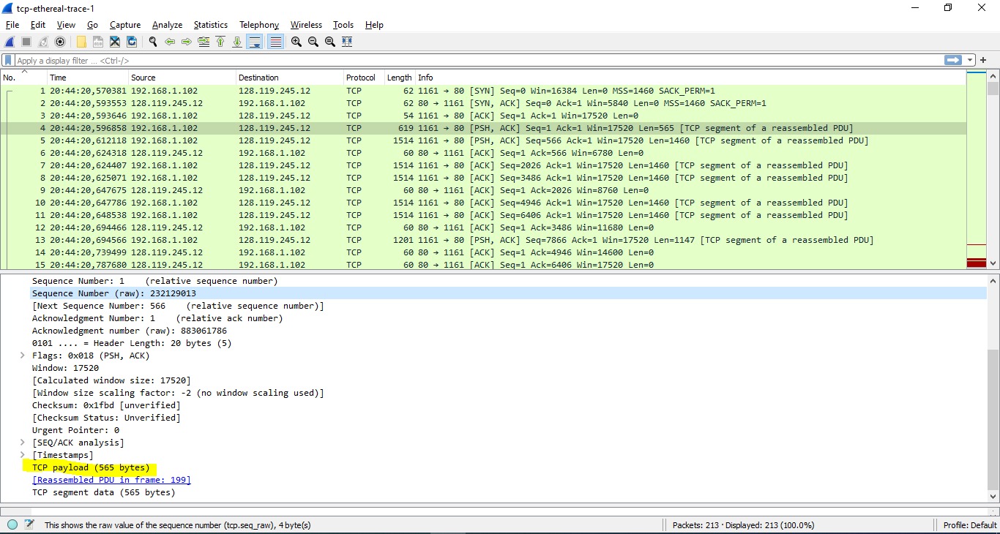 tcp-ethereal-trace-1
File Edit View Go Capture Analyze Statistics Telephony Wireless Tools Help
Apply a display filter ... <Ctrl-/>
No. Time Source Destination Protocol Length Info
1 20:44:20,570381 192.168.1.102 128.119.245.12 TCP 62 1161 → 80 [SYN] Seq=0 Win=16384 Len=0 MSS=1460 SACK_PERM=1
2 20:44:20,593553 128.119.245.12 192.168.1.102 TCP 62 80 → 1161 [SYN, ACK] Seq=0 Ack=1 Win=5840 Len=0 MSS=1460 SACK_PERM=1
3 20:44:20,593646 192.168.1.102 128.119.245.12 TCP 54 1161 → 80 [ACK] Seq=1 Ack=1 Win=17520 Len=0
4 20:44:20,596858 192.168.1.102 128.119.245.12 TCP 619 1161 → 80 [PSH, ACK] Seq=1 Ack=1 Win=17520 Len=565 [TCP segment of a reassembled PDU]
5 20:44:20,612118 192.168.1.102 128.119.245.12 TCP 1514 1161 → 80 [PSH, ACK] Seq=566 Ack=1 Win=17520 Len=1460 [TCP segment of a reassembled PDU]
6 20:44:20,624318 128.119.245.12 192.168.1.102 TCP 60 80 → 1161 [ACK] Seq=1 Ack=566 Win=6780 Len=0
7 20:44:20,624407 192.168.1.102 128.119.245.12 TCP 1514 1161 → 80 [ACK] Seq=2026 Ack=1 Win=17520 Len=1460 [TCP segment of a reassembled PDU]
8 20:44:20,625071 192.168.1.102 128.119.245.12 TCP 1514 1161 → 80 [ACK] Seq=3486 Ack=1 Win=17520 Len=1460 [TCP segment of a reassembled PDU]
9 20:44:20,647675 128.119.245.12 192.168.1.102 TCP 60 80 → 1161 [ACK] Seq=1 Ack=2026 Win=8760 Len=0
10 20:44:20,647786 192.168.1.102 128.119.245.12 TCP 1514 1161 → 80 [ACK] Seq=4946 Ack=1 Win=17520 Len=1460 [TCP segment of a reassembled PDU]
11 20:44:20,648538 192.168.1.102 128.119.245.12 TCP 1514 1161 → 80 [ACK] Seq=6406 Ack=1 Win=17520 Len=1460 [TCP segment of a reassembled PDU]
12 20:44:20,694466 128.119.245.12 192.168.1.102 TCP 60 80 → 1161 [ACK] Seq=1 Ack=3486 Win=11680 Len=0
13 20:44:20,694566 192.168.1.102 128.119.245.12 TCP 1201 1161 → 80 [PSH, ACK] Seq=7866 Ack=1 Win=17520 Len=1147 [TCP segment of a reassembled PDU]
14 20:44:20,739499 128.119.245.12 192.168.1.102 TCP 60 80 → 1161 [ACK] Seq=1 Ack=4946 Win=14600 Len=0
15 20:44:20,787680 128.119.245.12 192.168.1.102 TCP 60 80 → 1161 [ACK] Seq=1 Ack=6406 Win=17520 Len=0
Sequence Number: 1 (relative sequence number)
Sequence Number (raw): 232129013
[Next Sequence Number: 566 (relative sequence number)]
Acknowledgment Number: 1 (relative ack number)
Acknowledgment number (raw): 883061786
0101 .... = Header Length: 20 bytes (5)
Flags: 0x018 (PSH, ACK)
Window: 17520
[Calculated window size: 17520]
[Window size scaling factor: -2 (no window scaling used)]
Checksum: 0x1fbd [unverified]
[Checksum Status: Unverified]
Urgent Pointer: 0
[SEQ/ACK analysis]
[Timestamps]
TCP payload (565 bytes)
[Reassembled PDU in frame: 199]
TCP segment data (565 bytes)
This shows the raw value of the sequence number (tcp.seq_raw), 4 byte(s)
Packets: 213 · Displayed: 213 (100.0%)
Profile: Default